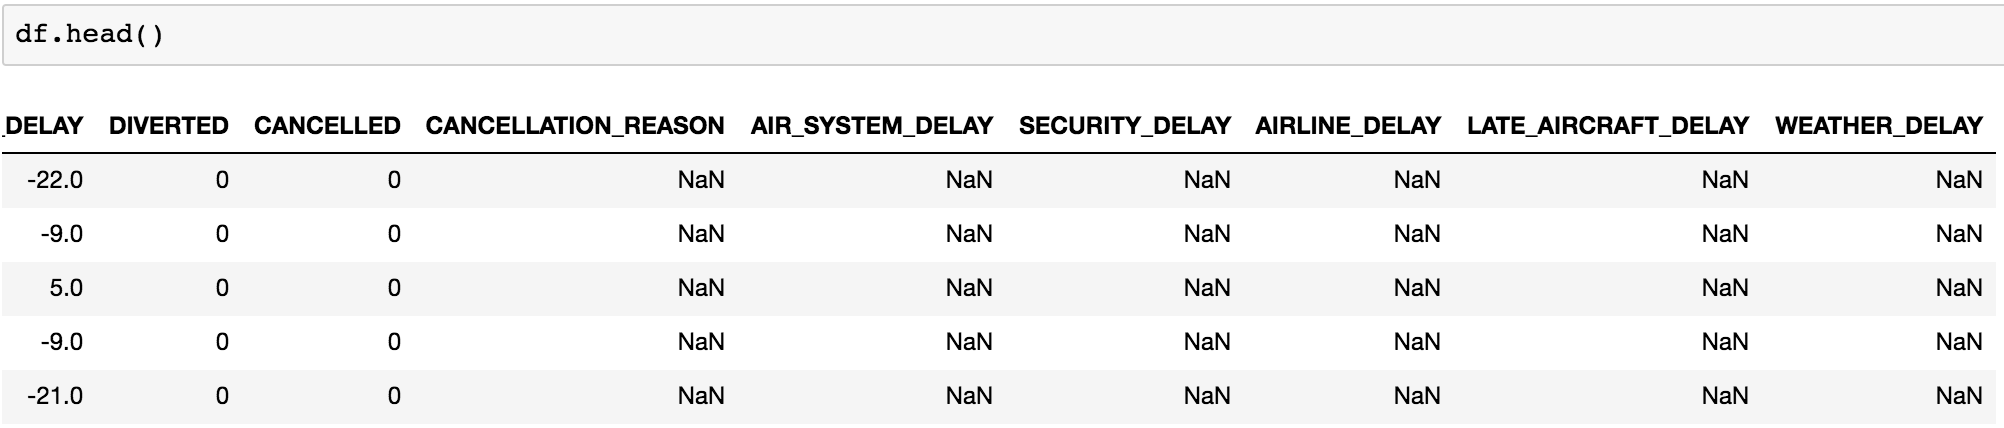 df.head()
_DELAY DIVERTED CANCELLED CANCELLATION_REASON AIR_SYSTEM_DELAY SECURITY_DELAY AIRLINE_DELAY LATE_AIRCRAFT_DELAY WEATHER_DELAY
-22.0 0 0 NaN NaN NaN NaN NaN NaN
-9.0 0 0 NaN NaN NaN NaN NaN NaN
5.0 0 0 NaN NaN NaN NaN NaN NaN
-9.0 0 0 NaN NaN NaN NaN NaN NaN
-21.0 0 0 NaN NaN NaN NaN NaN NaN